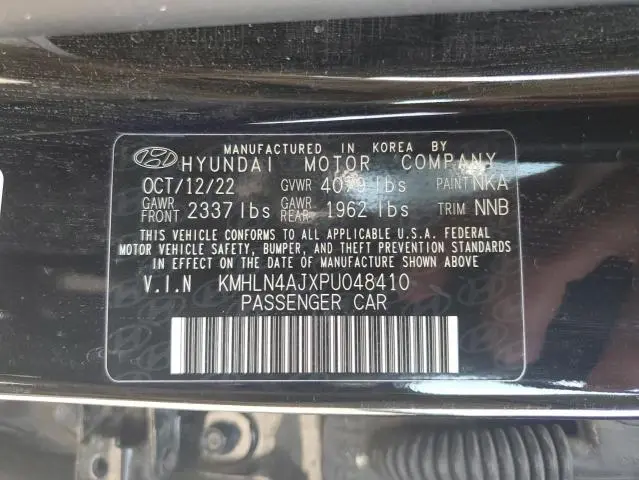 MANUFACTURED IN KOREA BY
HYUNDAI MOTOR COMPANY
OCT/12/22 GVWR 4079 lbs PAINT NKA
GAWR FRONT 2337 lbs GAWR REAR 1962 lbs TRIM NNB
THIS VEHICLE CONFORMS TO ALL APPLICABLE U.S.A. FEDERAL
MOTOR VEHICLE SAFETY, BUMPER, AND THEFT PREVENTION STANDARDS
IN EFFECT ON THE DATE OF MANUFACTURE SHOWN ABOVE.
V.I.N KMHLN4AJXPU048410
PASSENGER CAR